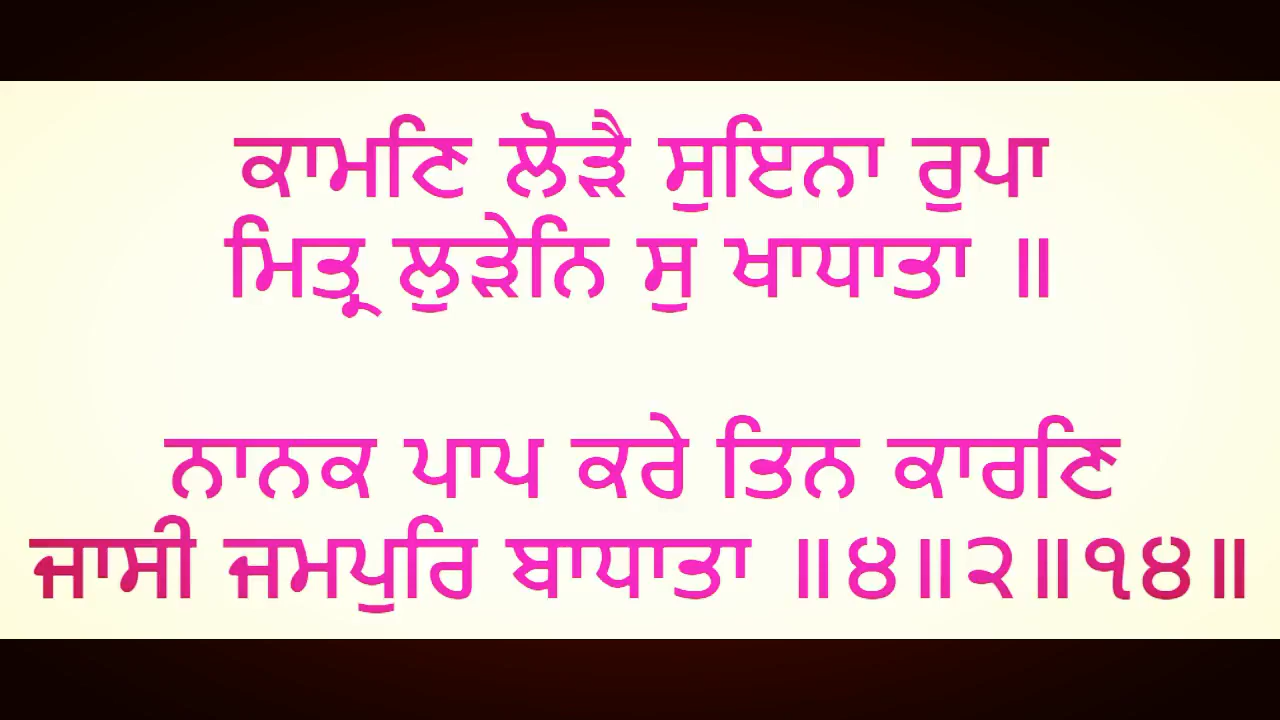 ਕਾਮਣਿ ਲੋੜੈ ਸੁਇਨਾ ਰੁਪਾ
ਮਿਤ੍ਰ ਲੁੜੇਨਿ ਸੁ ਖਾਧਾਤਾ ॥
ਨਾਨਕ ਪਾਪ ਕਰੇ ਤਿਨ ਕਾਰਣਿ
ਜਾਸੀ ਜਮਪੁਰਿ ਬਾਧਾਤਾ ॥੪॥੨॥੧੪॥